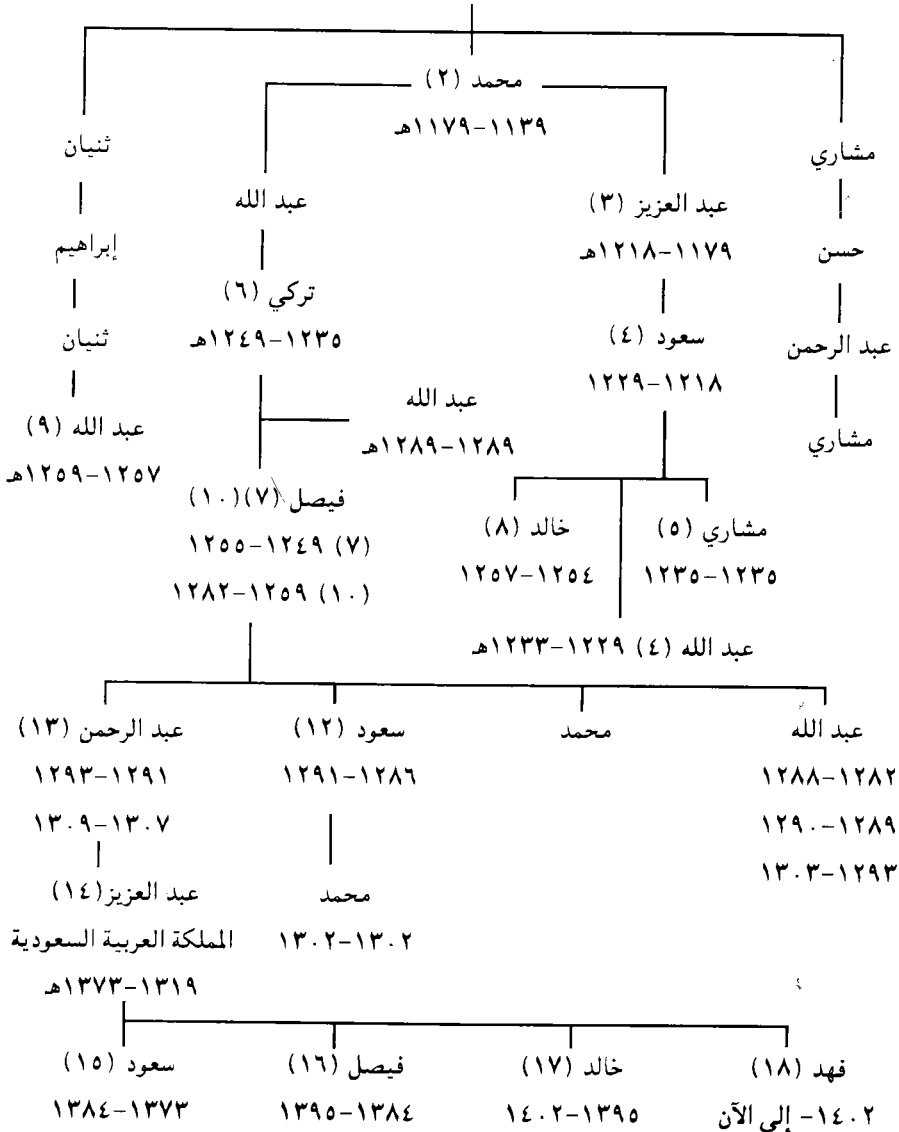 محمد (٢)
١١٣٩-١١٧٩هـ
مشاري
ثنيان
عبد العزيز (٣)
عبد الله
١١٧٩-١٢١٨هـ
حسن
إبراهيم
تركي (٦)
سعود (٤)
عبد الرحمن
ثنيان
١٢٣٥-١٢٤٩هـ
١٢١٨-١٢٢٩
عبد الله
١٢٨٩-١٢٨٩هـ
مشاري
عبد الله (٩)
١٢٥٧-١٢٥٩هـ
فيصل (٧)(١٠)
(٧) ١٢٤٩-١٢٥٥
(١٠) ١٢٥٩-١٢٨٢
مشاري (٥)
خالد (٨)
١٢٣٥-١٢٣٥
١٢٥٤-١٢٥٧
عبد الله (٤) ١٢٢٩-١٢٣٣هـ
عبد الله
محمد
سعود (١٢)
عبد الرحمن (١٣)
١٢٨٢-١٢٨٨
١٢٨٦-١٢٩١
١٢٩١-١٢٩٣
١٢٨٩-١٢٩٠
١٣٠٧-١٣٠٩
١٢٩٣-١٣٠٣
محمد
عبد العزيز(١٤)
١٣٠٢-١٣٠٢
المملكة العربية السعودية
١٣١٩-١٣٧٣هـ
فهد (١٨)
خالد (١٧)
فيصل (١٦)
سعود (١٥)
١٤٠٢- إلى الآن
١٣٩٥-١٤٠٢
١٣٨٤-١٣٩٥
١٣٧٣-١٣٨٤